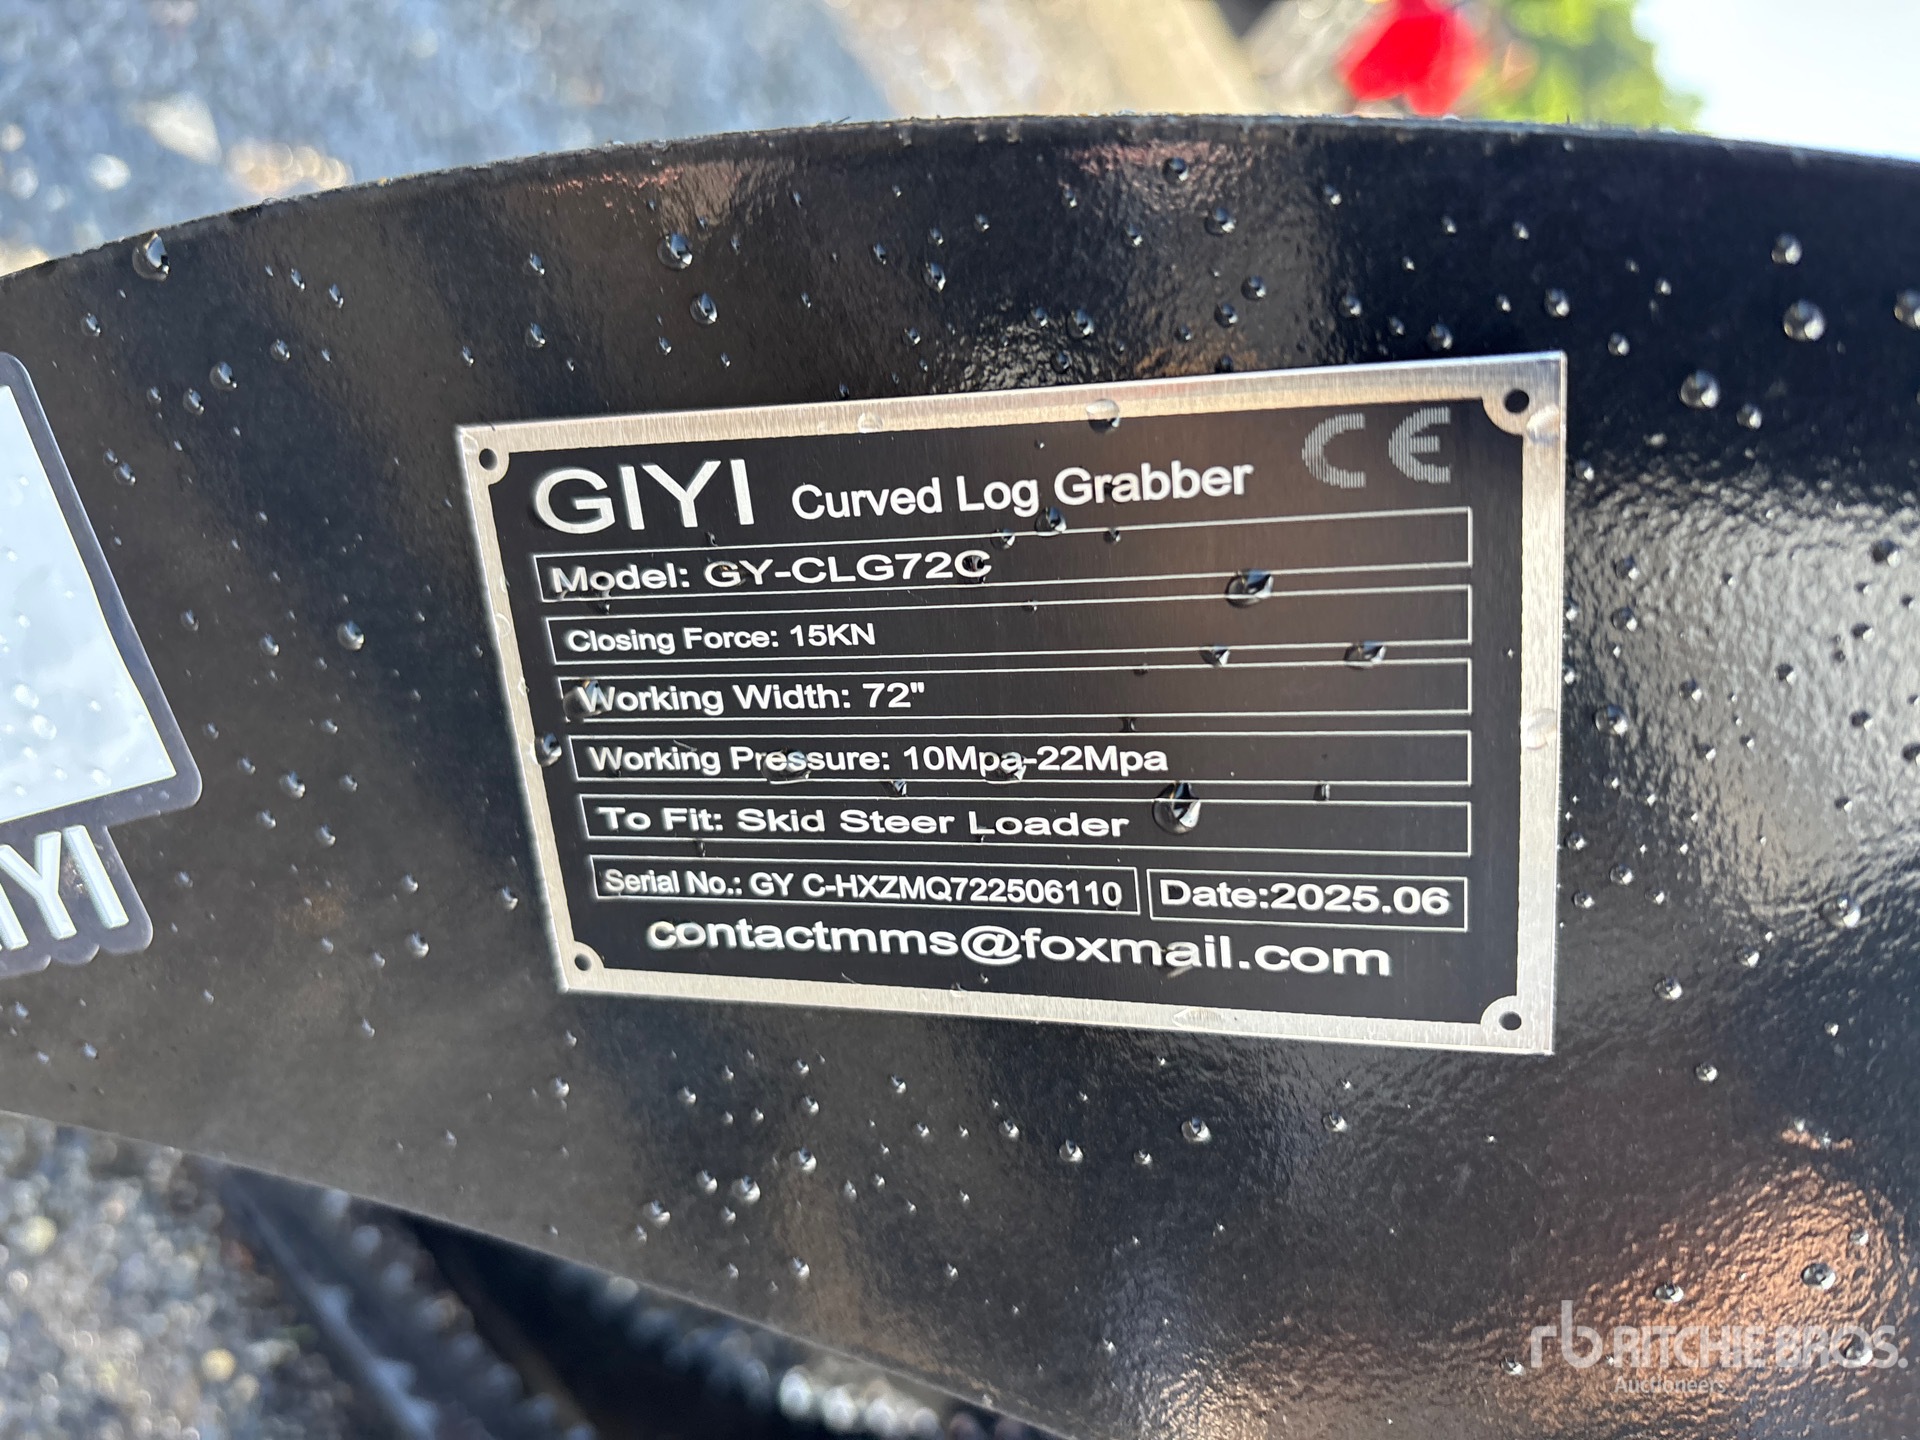 GIYI Curved Log Grabber CE
Model: GY-CLG72C
Closing Force: 15KN
Working Width: 72"
Working Pressure: 10Mpa-22Mpa
To Fit: Skid Steer Loader
Serial No.: GY C-HXZMQ722506110 Date:2025.06
contactmms@foxmail.com
IYI
rb RITCHIE BROS.
Auctioneers